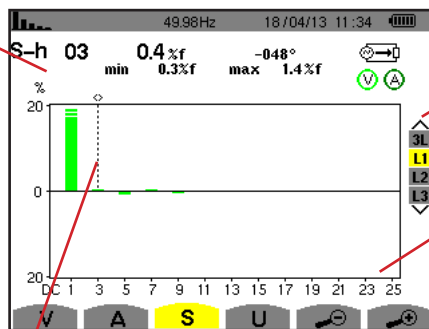 49.98Hz 18/04/13 11:34
S-h 03 0.4%f -048°
min 0.3%f max 1.4%f
V A
%
20
0
20
DC 1 3 5 7 9 11 13 15 17 19 21 23 25
3L
L1
L2
L3
V A S U